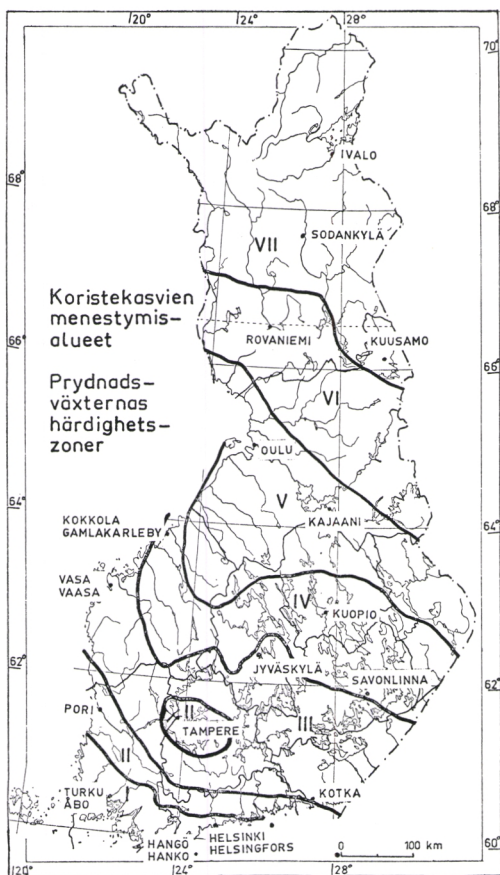 /20° /24° /28°
70° 70°
IVALO
68° 68°
SODANKYLÄ
VII
Koristekasvien
menestymis-
alueet
ROVANIEMI
KUUSAMO
66° 66°
Prydnads-
växternas
härdighets-
zoner
VI
OULU
V
64° 64°
KAJAANI
KOKKOLA
GAMLAKARLEBY
VASA
VAASA
IV
KUOPIO
62° 62°
JYVÄSKYLÄ
SAVONLINNA
PORI
II
TAMPERE
III
II
TURKU
ÅBO
I
KOTKA
HELSINKI
HELSINGFORS
HANGÖ
HANKO
0 100 km
60°
/20° /24° /28°